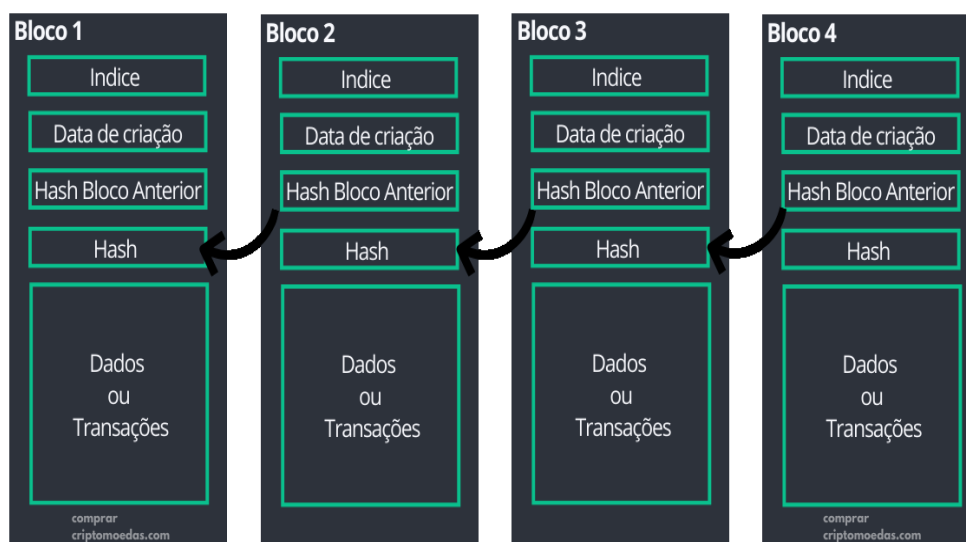 Bloco 1
Indice
Data de criação
Hash Bloco Anterior
Hash
Dados
ou
Transações
comprar
criptomoedas.com
Bloco 2
Indice
Data de criação
Hash Bloco Anterior
Hash
Dados
ou
Transações
Bloco 3
Indice
Data de criação
Hash Bloco Anterior
Hash
Dados
ou
Transações
Bloco 4
Indice
Data de criação
Hash Bloco Anterior
Hash
Dados
ou
Transações
comprar
criptomoedas.com